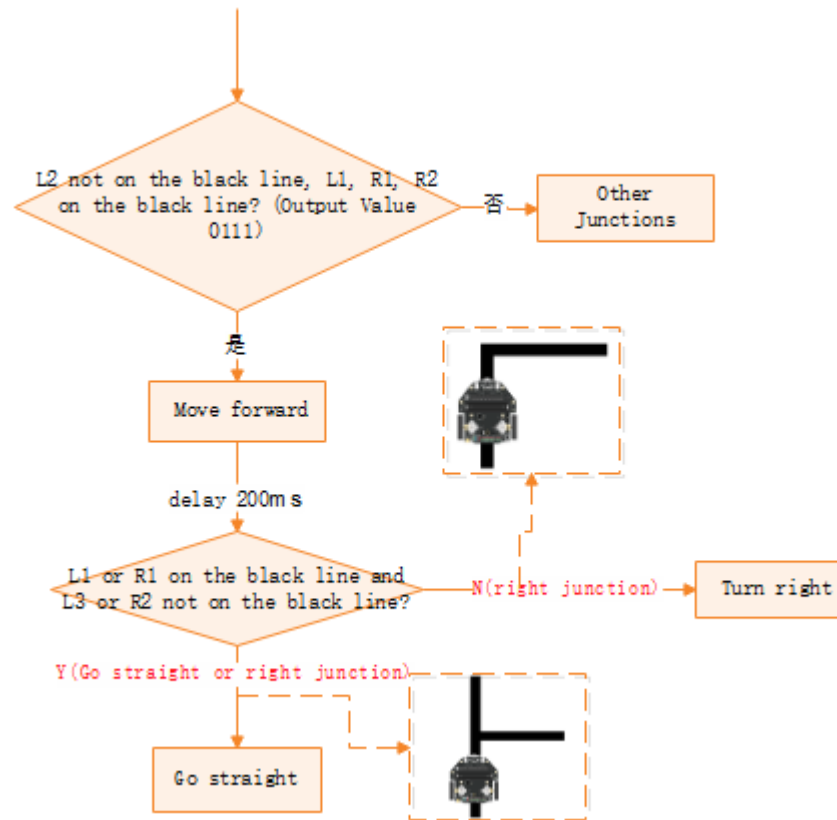 L2 not on the black line, L1, R1, R2
on the black line? (Output Value
0111)
否
Other
Junctions
是
Move forward
delay 200ms
L1 or R1 on the black line and
L3 or R2 not on the black line?
N(right junction)
Turn right
Y(Go straight or right junction)
Go straight